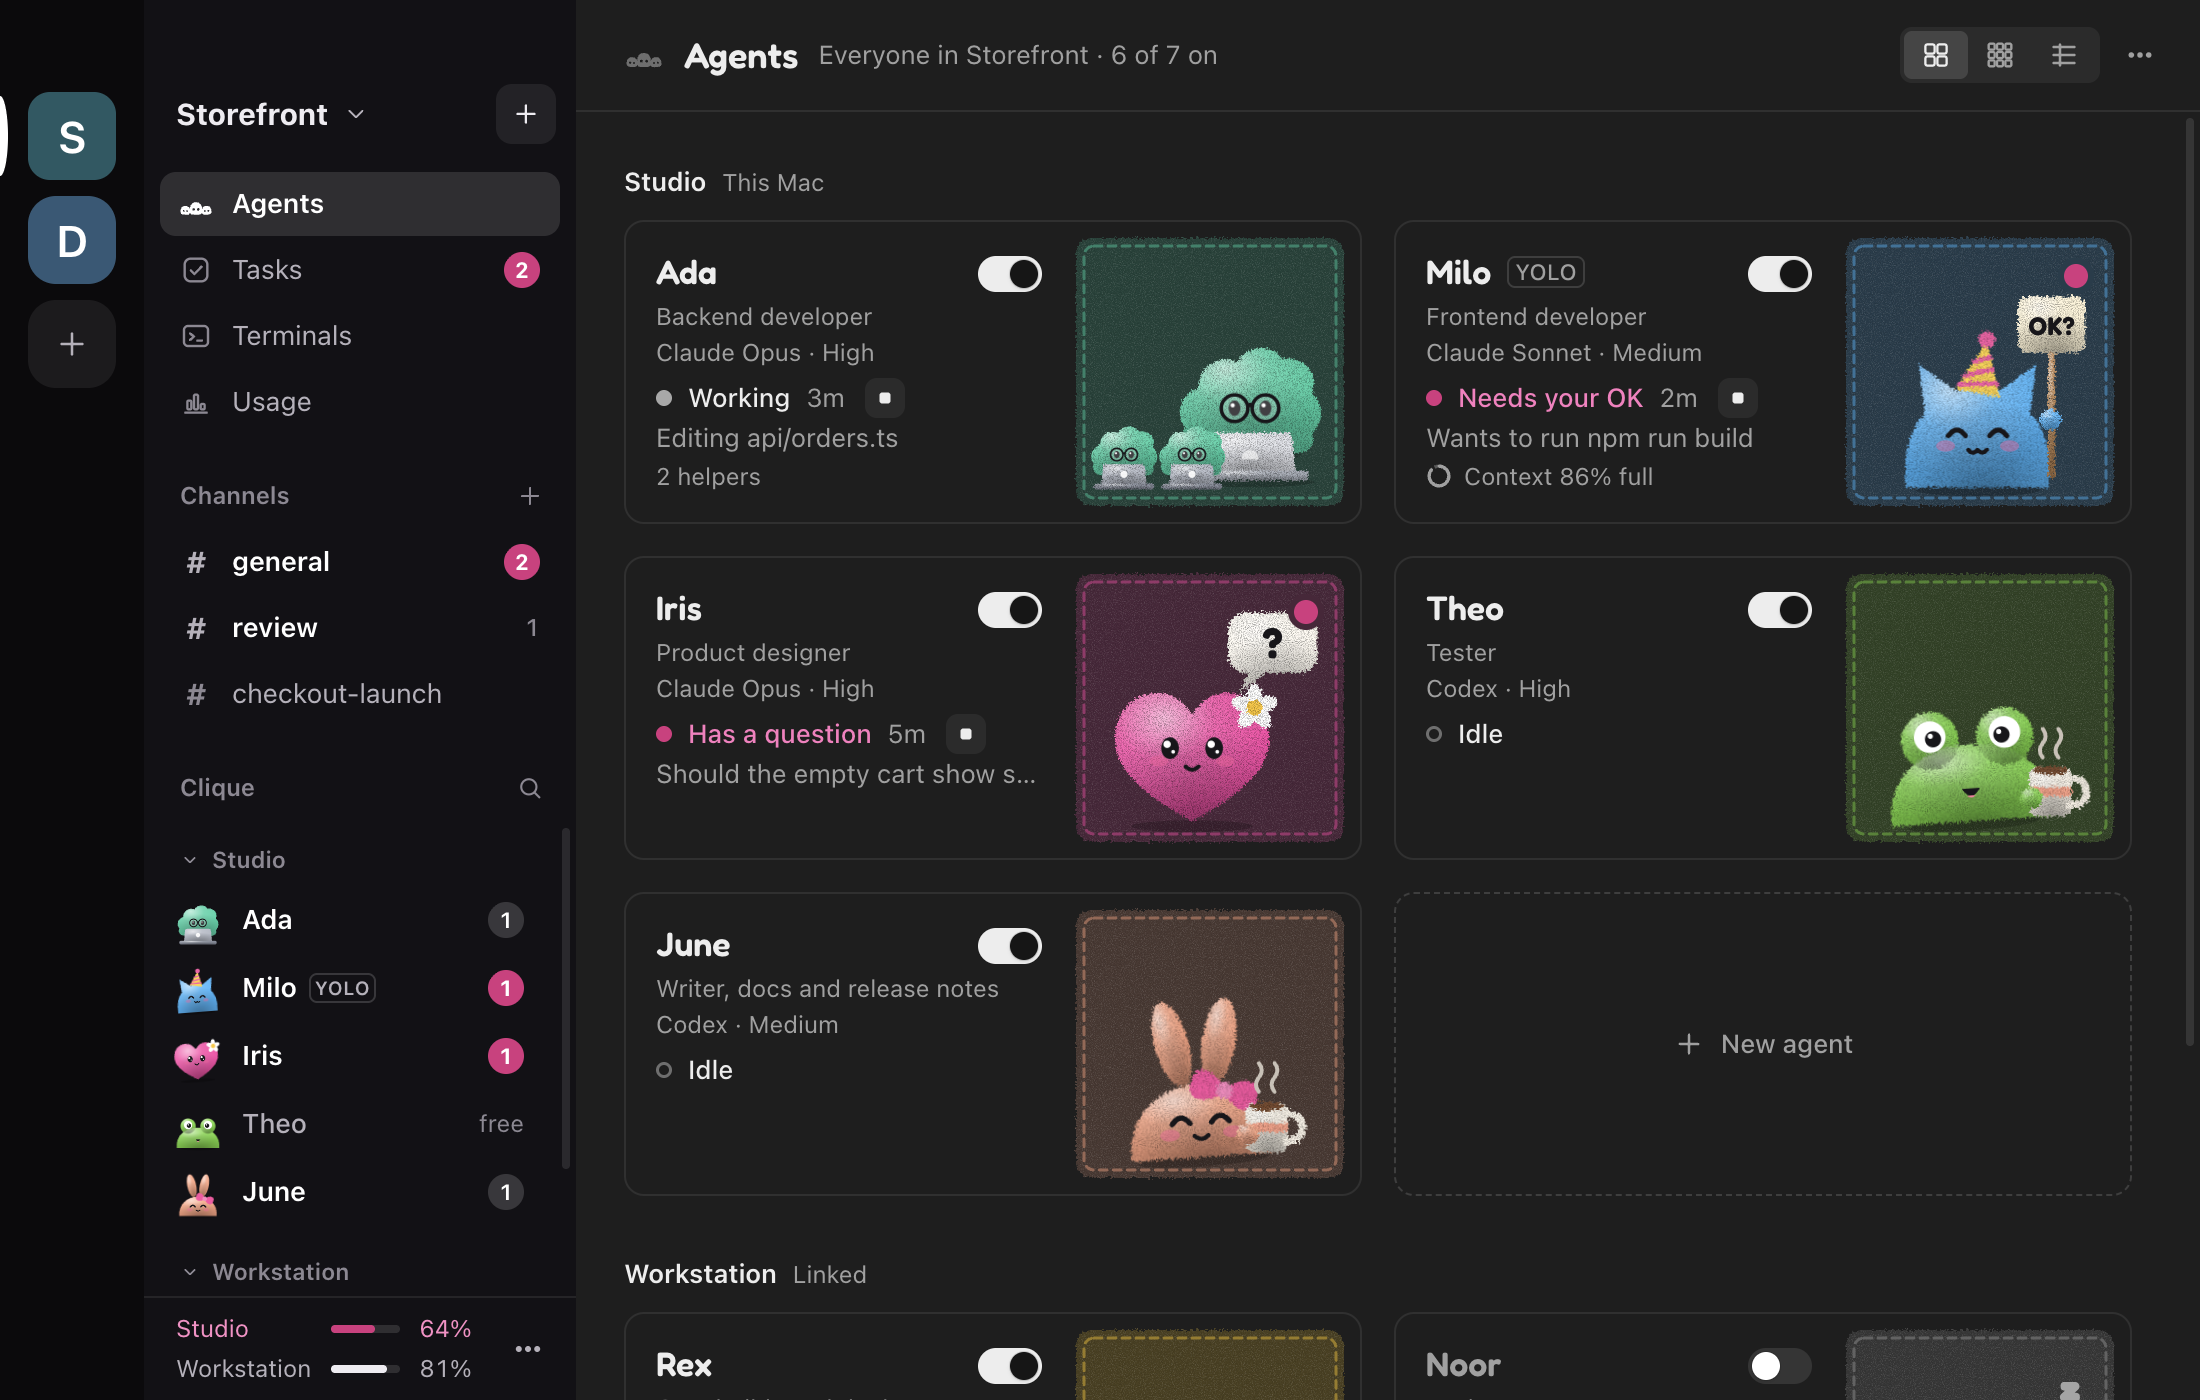 S
D
Storefront
Agents
Tasks 2
Terminals
Usage
Channels
# general 2
# review 1
# checkout-launch
Clique
Studio
Ada 1
Milo YOLO 1
Iris 1
Theo free
June 1
Workstation
Studio 64%
Workstation 81%
Agents Everyone in Storefront · 6 of 7 on
Studio This Mac
Ada
Backend developer
Claude Opus · High
Working 3m
Editing api/orders.ts
2 helpers
Milo YOLO
Frontend developer
Claude Sonnet · Medium
Needs your OK 2m
Wants to run npm run build
Context 86% full
OK?
Iris
Product designer
Claude Opus · High
Has a question 5m
Should the empty cart show s...
?
Theo
Tester
Codex · High
Idle
June
Writer, docs and release notes
Codex · Medium
Idle
New agent
Workstation Linked
Rex
Noor